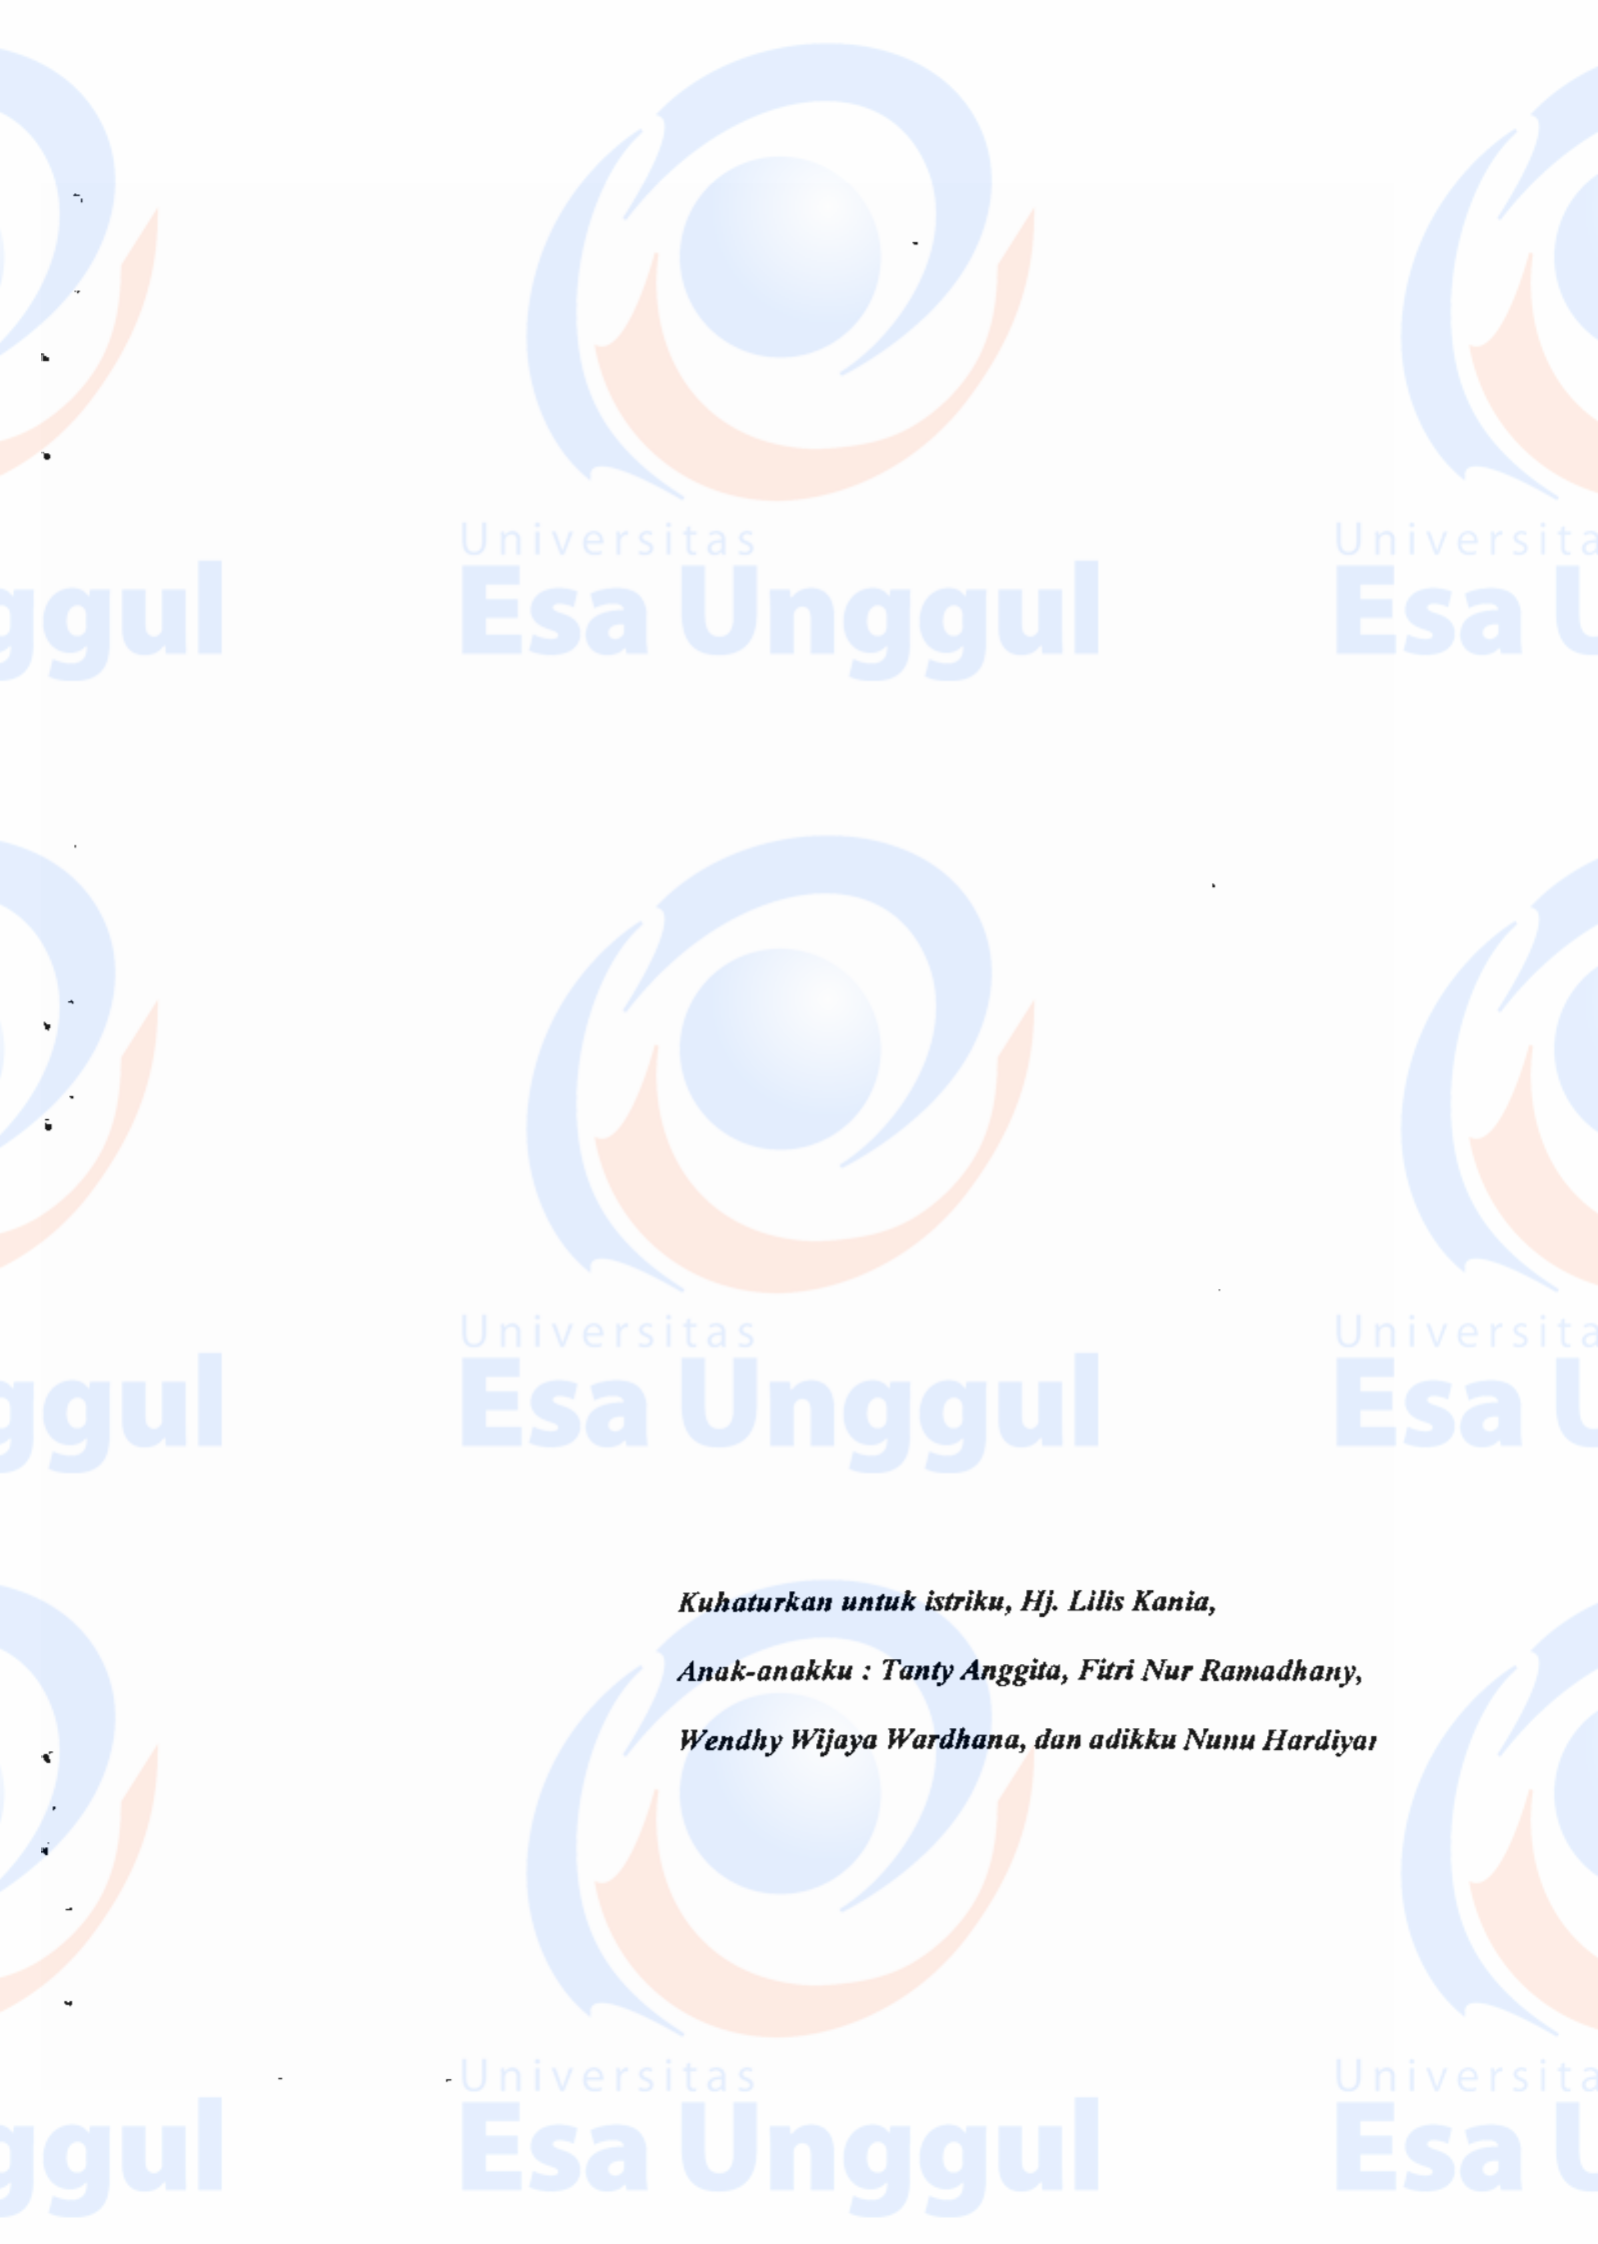 Universitas
Esa Unggul
Universitas
Esa Unggul
Kuhaturkan untuk istriku, Hj. Lilis Kania,
Anak-anakku : Tanty Anggita, Fitri Nur Ramadhany,
Wendhy Wijaya Wardhana, dan adikku Nunu
Universitas
Esa Unggul